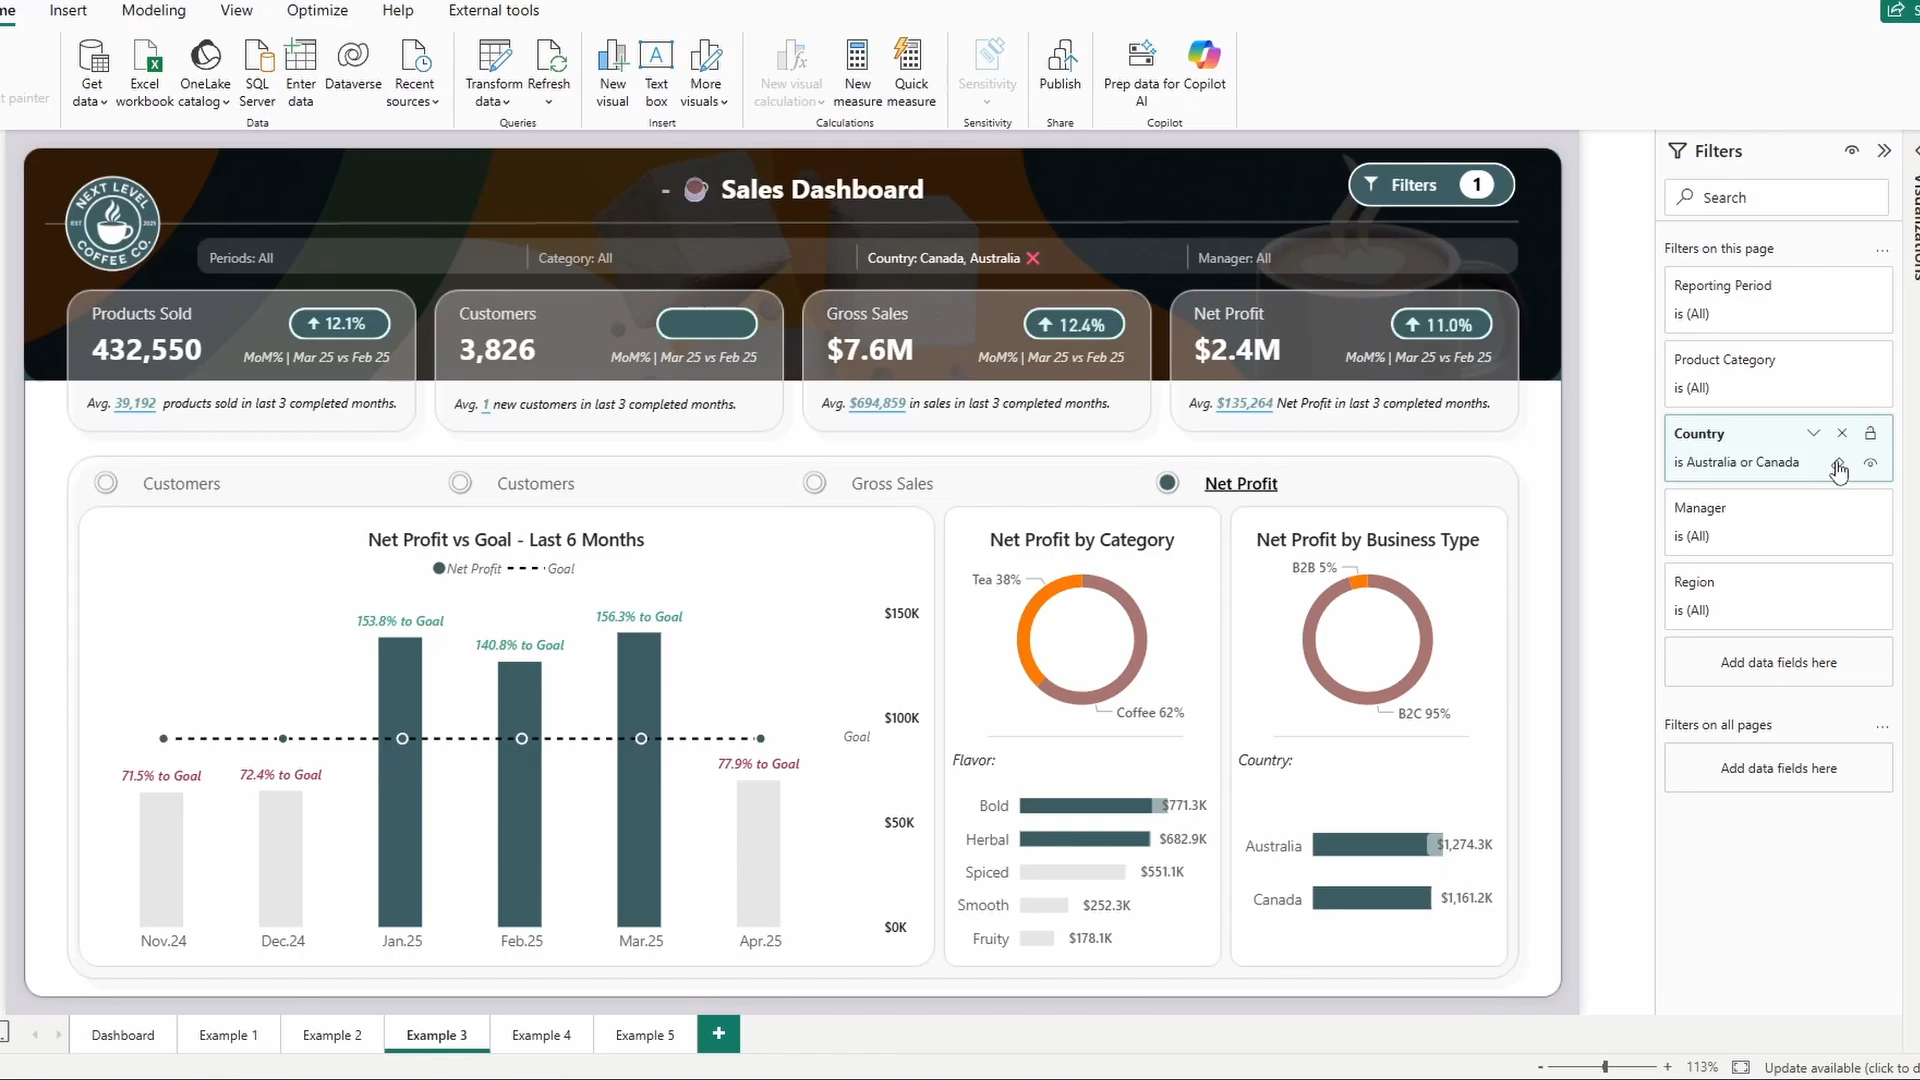 me
Insert
Modeling
View
Optimize
Help
External tools
t painter
Get data
Excel workbook
OneLake catalog
SQL Server
Enter data
Dataverse
Recent sources
Data
Transform data
Refresh
Queries
New visual
Text box
More visuals
Insert
New visual calculation
New measure
Quick measure
Calculations
Sensitivity
Sensitivity
Publish
Share
Prep data for AI
Copilot
Copilot
NEXT LEVEL
EST 2025
COFFEE CO.
- Sales Dashboard
Filters 1
Periods: All
Category: All
Country: Canada, Australia
Manager: All
Products Sold
12.1%
432,550
MoM% | Mar 25 vs Feb 25
Avg. 39,192 products sold in last 3 completed months.
Customers
3,826
MoM% | Mar 25 vs Feb 25
Avg. 1 new customers in last 3 completed months.
Gross Sales
12.4%
$7.6M
MoM% | Mar 25 vs Feb 25
Avg. $694,859 in sales in last 3 completed months.
Net Profit
11.0%
$2.4M
MoM% | Mar 25 vs Feb 25
Avg. $135,264 Net Profit in last 3 completed months.
Customers
Customers
Gross Sales
Net Profit
Net Profit vs Goal - Last 6 Months
Net Profit Goal
153.8% to Goal
140.8% to Goal
156.3% to Goal
71.5% to Goal
72.4% to Goal
77.9% to Goal
Goal
$150K
$100K
$50K
$0K
Nov.24
Dec.24
Jan.25
Feb.25
Mar.25
Apr.25
Net Profit by Category
Tea 38%
Coffee 62%
Flavor:
Bold $771.3K
Herbal $682.9K
Spiced $551.1K
Smooth $252.3K
Fruity $178.1K
Net Profit by Business Type
B2B 5%
B2C 95%
Country:
Australia $1,274.3K
Canada $1,161.2K
Filters
Search
Filters on this page
...
Reporting Period
is (All)
Product Category
is (All)
Country
is Australia or Canada
Manager
is (All)
Region
is (All)
Add data fields here
Filters on all pages
...
Add data fields here
Visualizations
Dashboard
Example 1
Example 2
Example 3
Example 4
Example 5
+
- + 113%
Update available (click to d